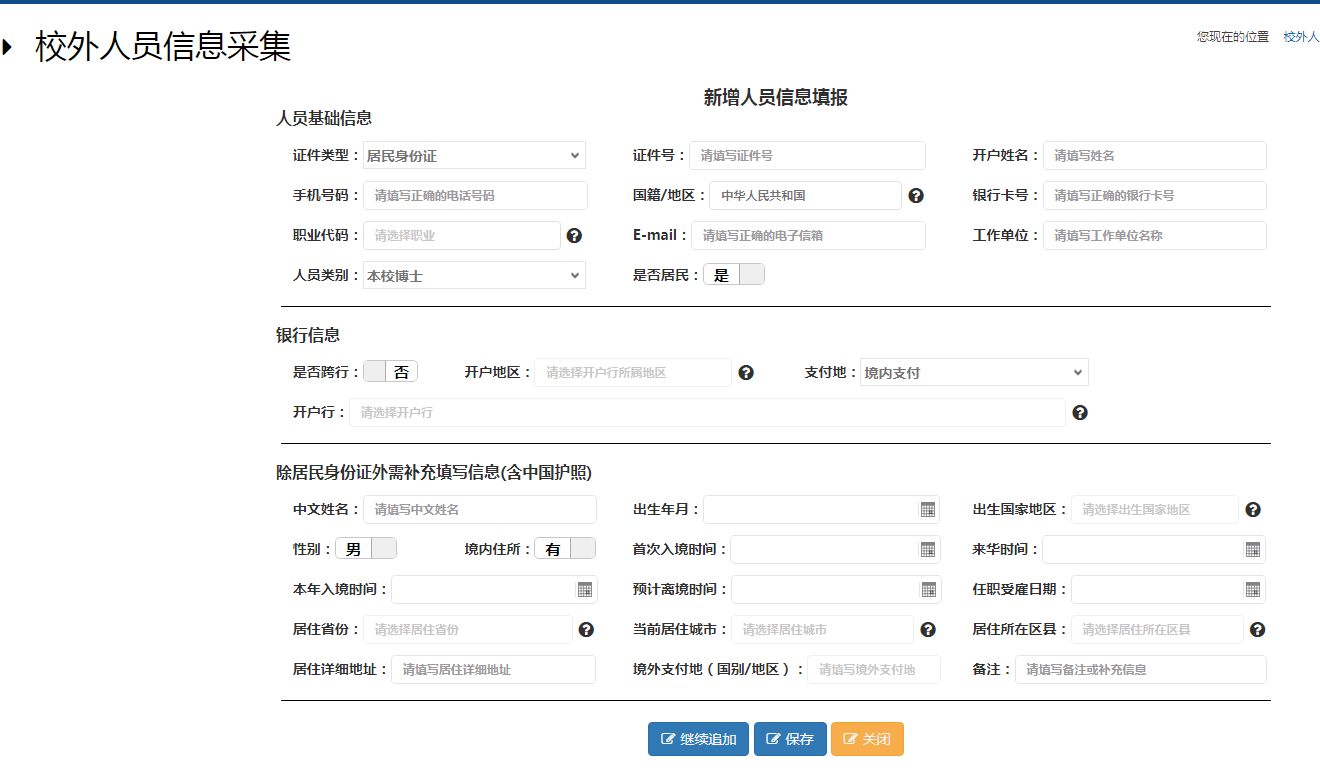 校外人员信息采集
您现在的位置 校外人
新增人员信息填报
人员基础信息
证件类型： 居民身份证 证件号： 请填写证件号 开户姓名： 请填写姓名
手机号码： 请填写正确的电话号码 国籍/地区： 中华人民共和国 银行卡号： 请填写正确的银行卡号
职业代码： 请选择职业 E-mail： 请填写正确的电子信箱 工作单位： 请填写工作单位名称
人员类别： 本校博士 是否居民： 是
银行信息
是否跨行： 否 开户地区： 请选择开户行所属地区 支付地： 境内支付
开户行： 请选择开户行
除居民身份证外需补充填写信息(含中国护照)
中文姓名： 请填写中文姓名 出生年月： 出生国家地区： 请选择出生国家地区
性别： 男 境内住所： 有 首次入境时间： 来华时间：
本年入境时间： 预计离境时间： 任职受雇日期：
居住省份： 请选择居住省份 当前居住城市： 请选择居住城市 居住所在区县： 请选择居住所在区县
居住详细地址： 请填写居住详细地址 境外支付地（国别/地区）： 请填写境外支付地 备注： 请填写备注或补充信息
继续追加 保存 关闭